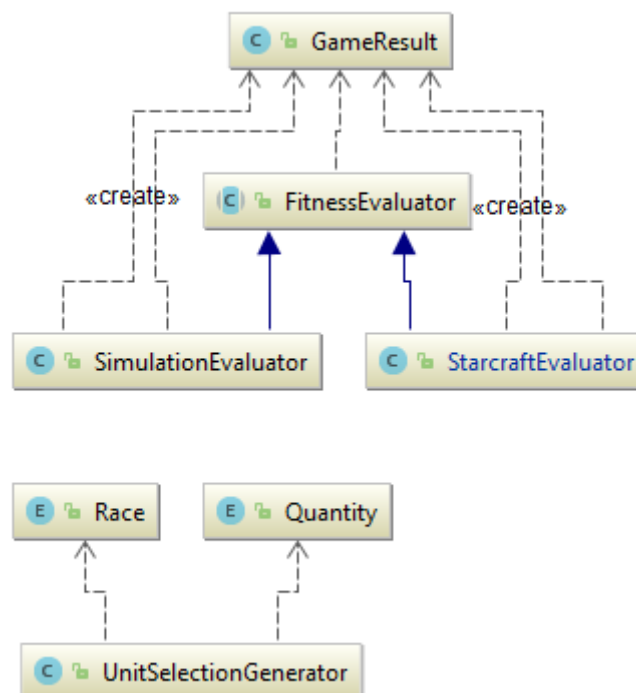 C GameResult
«create»
C FitnessEvaluator
«create»
C SimulationEvaluator
C StarcraftEvaluator
E Race
E Quantity
C UnitSelectionGenerator